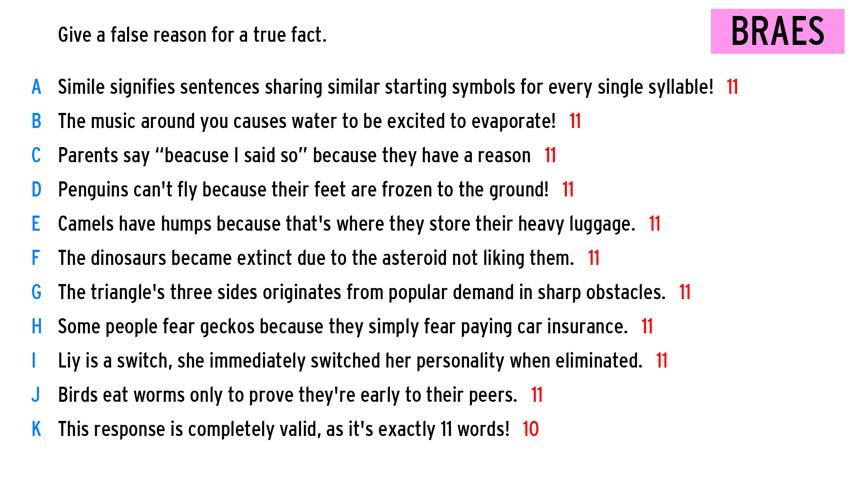 Give a false reason for a true fact.
BRAES
A Simile signifies sentences sharing similar starting symbols for every single syllable! 11
B The music around you causes water to be excited to evaporate! 11
C Parents say “beacuse I said so” because they have a reason 11
D Penguins can't fly because their feet are frozen to the ground! 11
E Camels have humps because that's where they store their heavy luggage. 11
F The dinosaurs became extinct due to the asteroid not liking them. 11
G The triangle's three sides originates from popular demand in sharp obstacles. 11
H Some people fear geckos because they simply fear paying car insurance. 11
I Liy is a switch, she immediately switched her personality when eliminated. 11
J Birds eat worms only to prove they're early to their peers. 11
K This response is completely valid, as it's exactly 11 words! 10